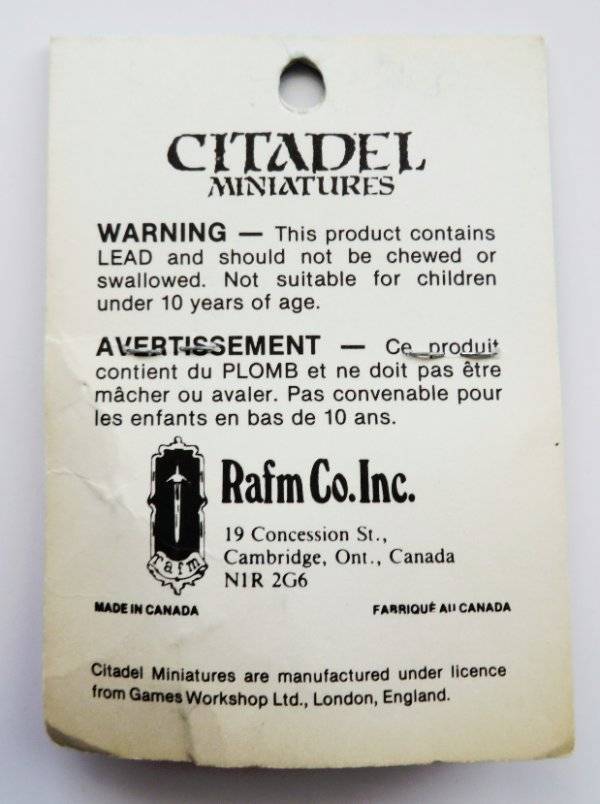 CITADEL
MINIATURES
WARNING — This product contains
LEAD and should not be chewed or
swallowed. Not suitable for children
under 10 years of age.
AVERTISSEMENT — Ce produit
contient du PLOMB et ne doit pas être
mâcher ou avaler. Pas convenable pour
les enfants en bas de 10 ans.
Rafm Co. Inc.
rafm
19 Concession St.,
Cambridge, Ont., Canada
N1R 2G6
MADE IN CANADA
FABRIQUÉ AU CANADA
Citadel Miniatures are manufactured under licence
from Games Workshop Ltd., London, England.